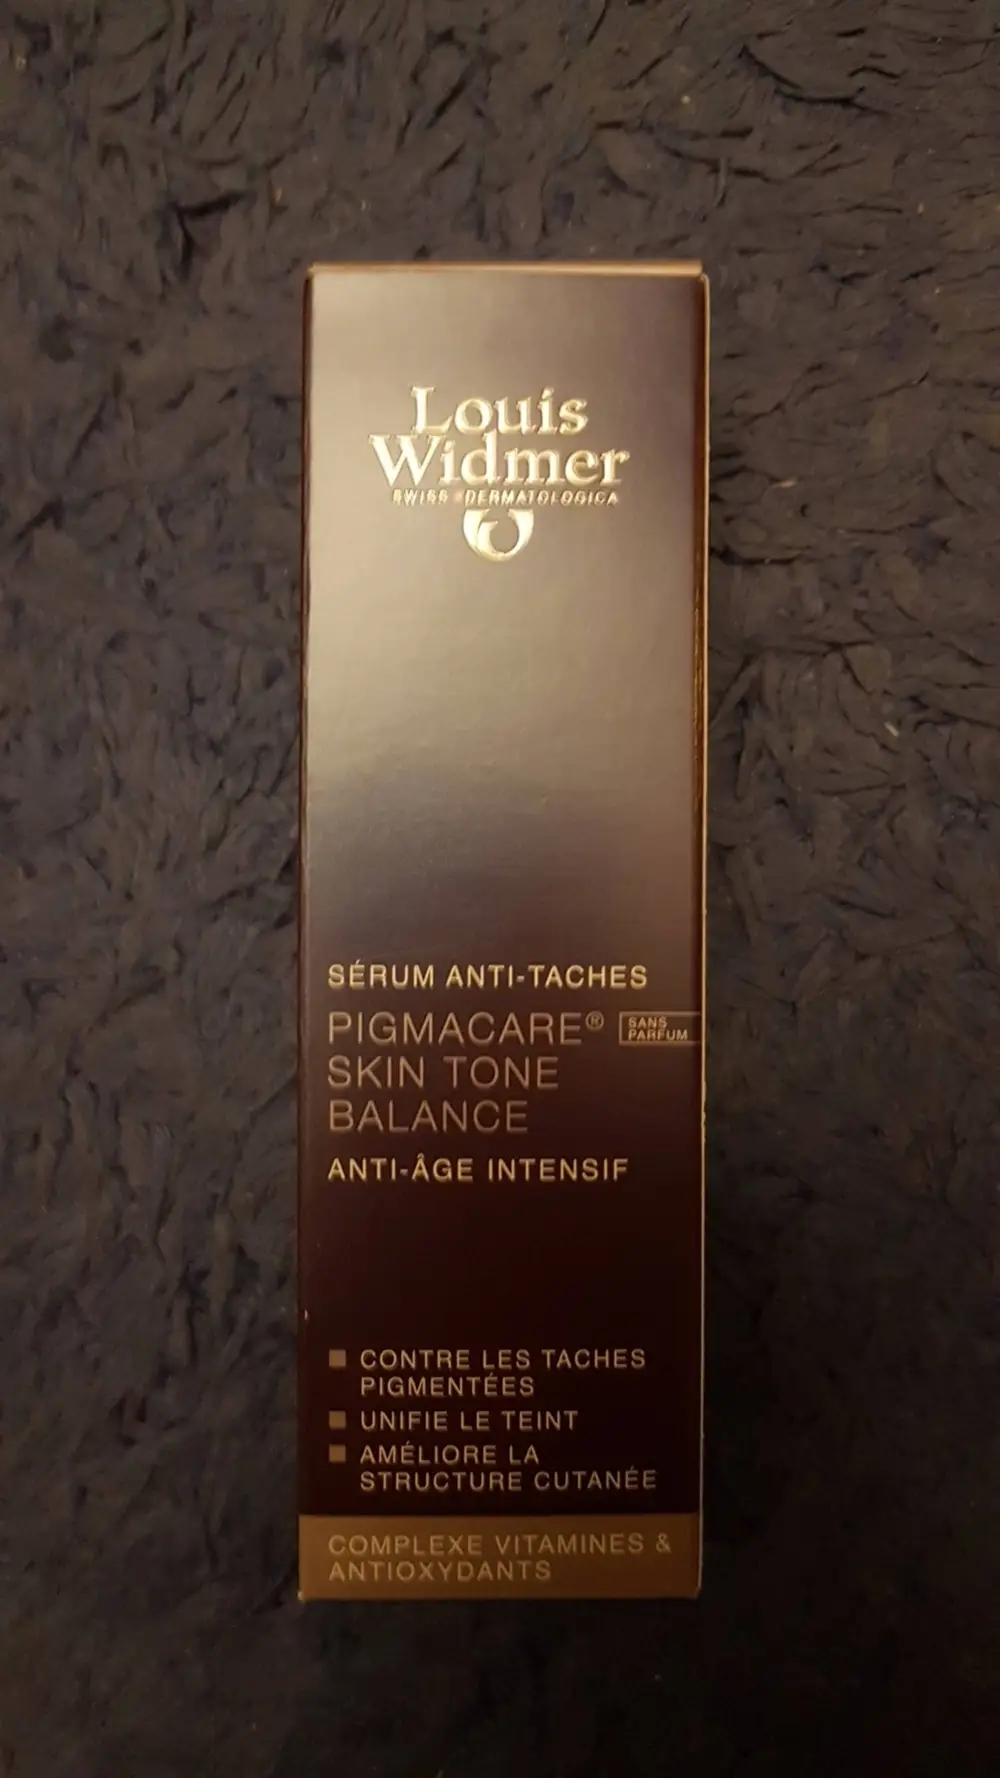 Louis
Widmer
SWISS DERMATOLOGICA
SÉRUM ANTI-TACHES
PIGMACARE® SANS PARFUM
SKIN TONE
BALANCE
ANTI-ÂGE INTENSIF
CONTRE LES TACHES
PIGMENTÉES
UNIFIE LE TEINT
AMÉLIORE LA
STRUCTURE CUTANÉE
COMPLEXE VITAMINES &
ANTIOXYDANTS